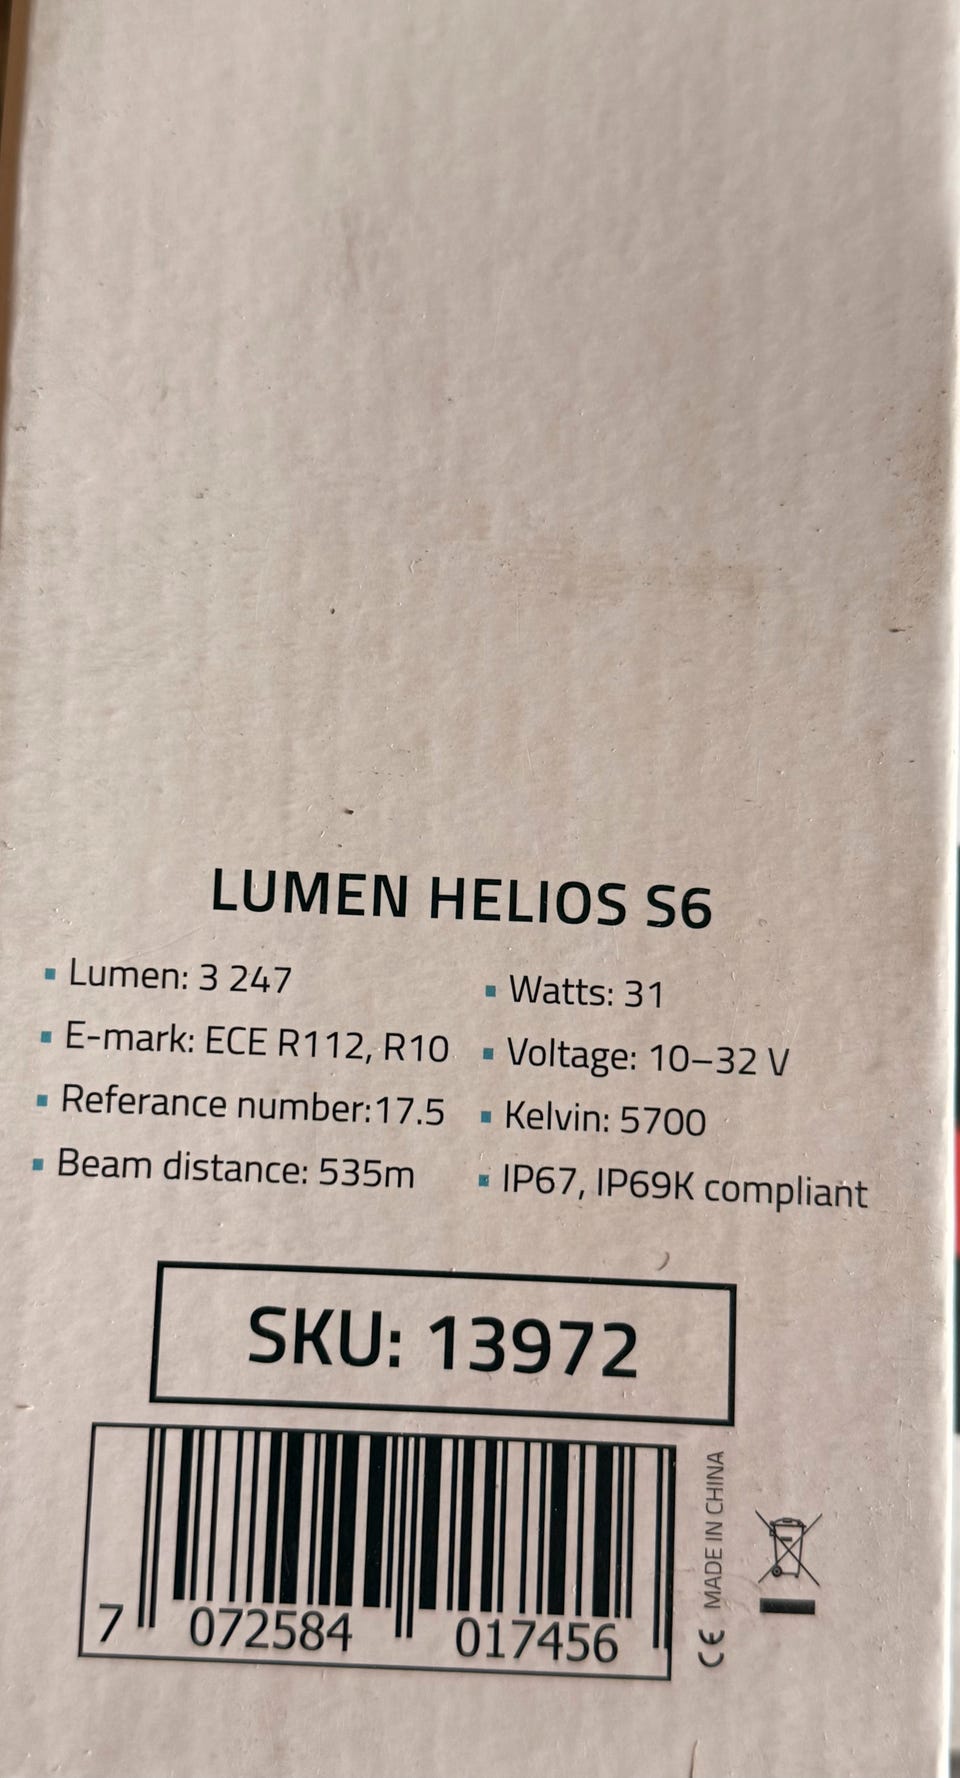 LUMEN HELIOS S6
▪ Lumen: 3 247
▪ E-mark: ECE R112, R10
▪ Referance number:17.5
▪ Beam distance: 535m
▪ Watts: 31
▪ Voltage: 10–32 V
▪ Kelvin: 5700
▪ IP67, IP69K compliant
SKU: 13972
7 072584 017456
CE MADE IN CHINA